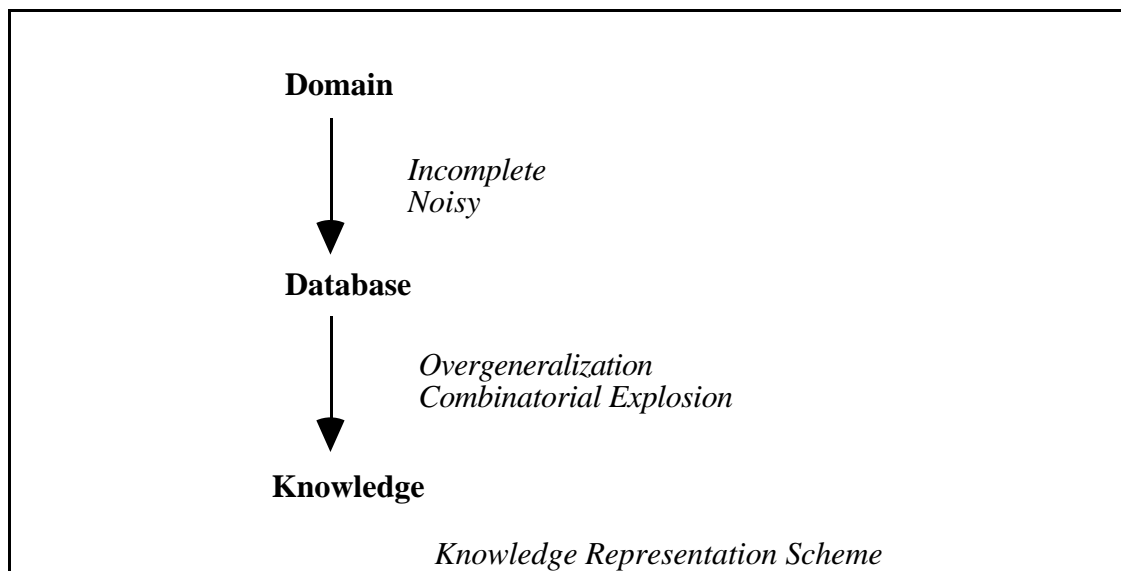 Domain
Incomplete
Noisy
Database
Overgeneralization
Combinatorial Explosion
Knowledge
Knowledge Representation Scheme